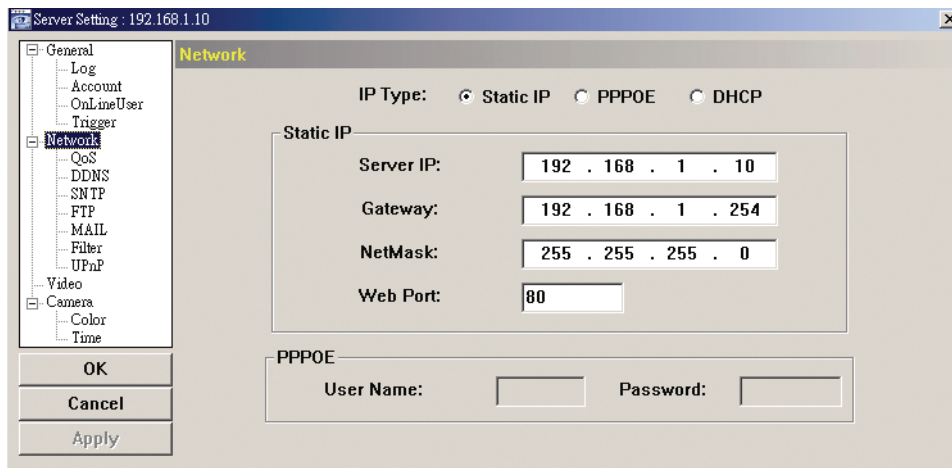 Server Setting : 192.168.1.10
General
Log
Account
OnLineUser
Trigger
Network
QoS
DDNS
SNTP
FTP
MAIL
Filter
UPnP
Video
Camera
Color
Time
OK
Cancel
Apply
Network
IP Type: Static IP PPPOE DHCP
Static IP
Server IP: 192 . 168 . 1 . 10
Gateway: 192 . 168 . 1 . 254
NetMask: 255 . 255 . 255 . 0
Web Port: 80
PPPOE
User Name: Password: